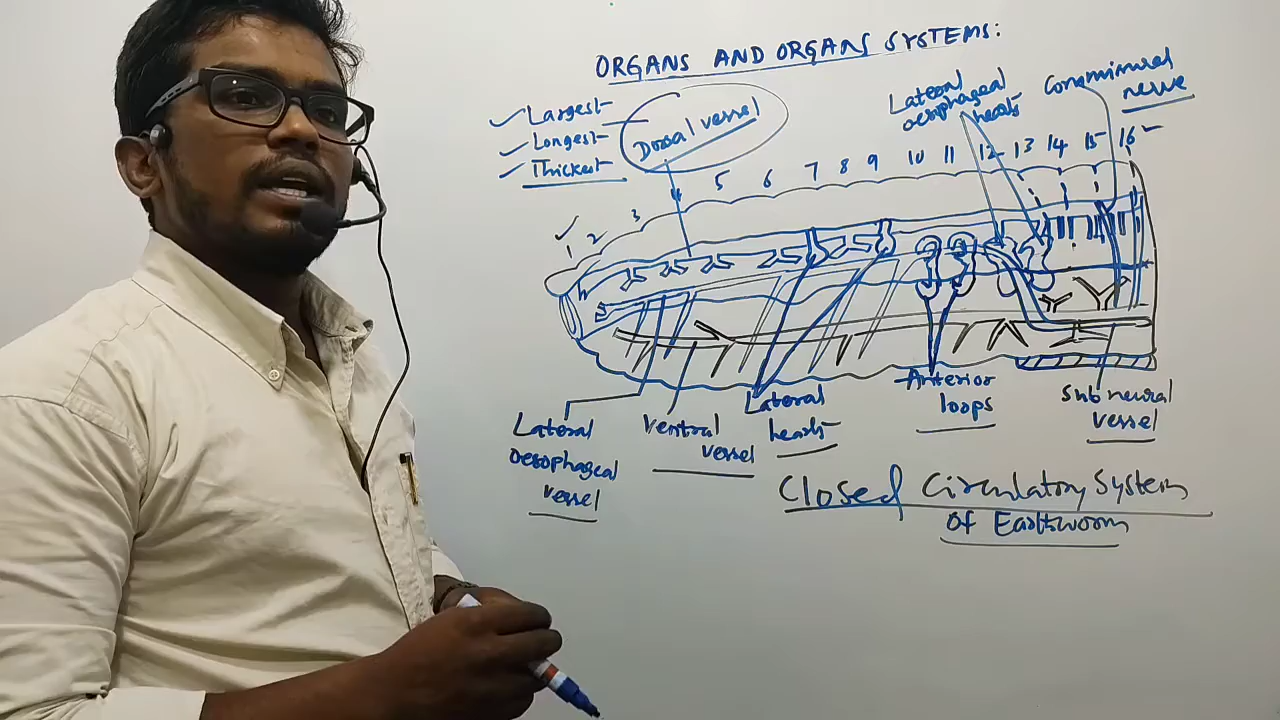 ORGANS AND ORGANS SYSTEMS:
Largest
Longest
Thickest
Dorsal vessel
Lateral
oesophageal
hearts
Commissural
nerve
1 2 3 5 6 7 8 9 10 11 12 13 14 15 16
Lateral
oesophageal
vessel
Ventral
vessel
Lateral
hearts
Anterior
loops
Sub neural
vessel
Closed Circulatory System
Of Earthworm